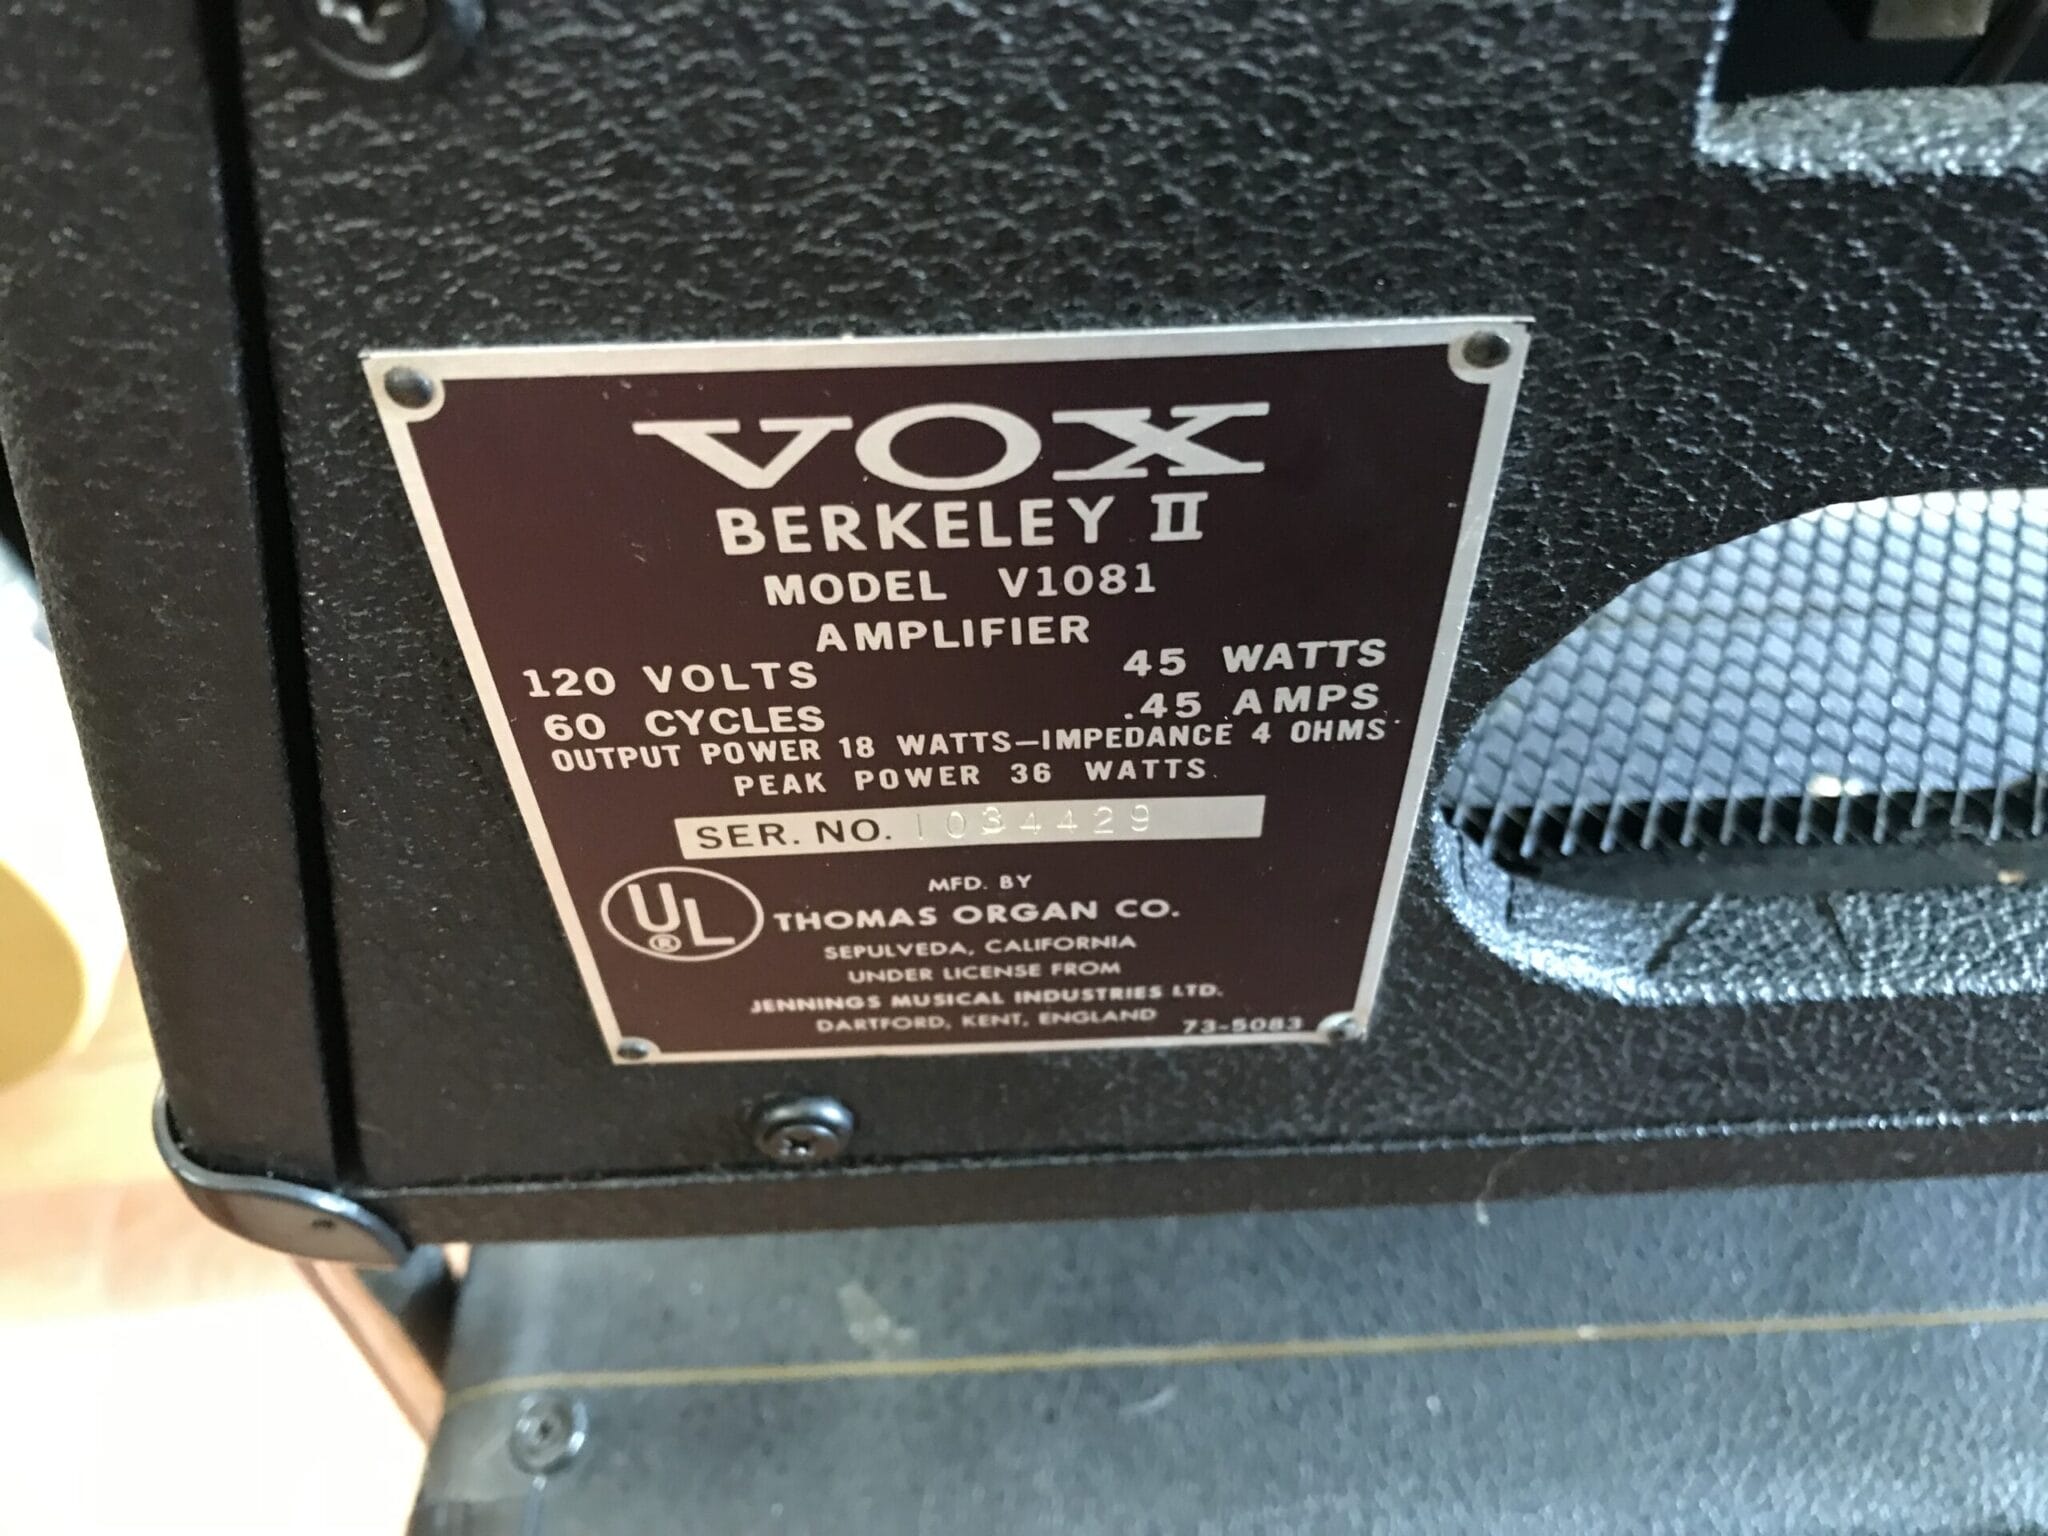 VOX
BERKELEY II
MODEL V1081
AMPLIFIER
120 VOLTS 45 WATTS
60 CYCLES .45 AMPS
OUTPUT POWER 18 WATTS—IMPEDANCE 4 OHMS
PEAK POWER 36 WATTS
SER. NO. 1034429
UL ®
MFD. BY
THOMAS ORGAN CO.
SEPULVEDA, CALIFORNIA
UNDER LICENSE FROM
JENNINGS MUSICAL INDUSTRIES LTD.
DARTFORD, KENT, ENGLAND 73-5083